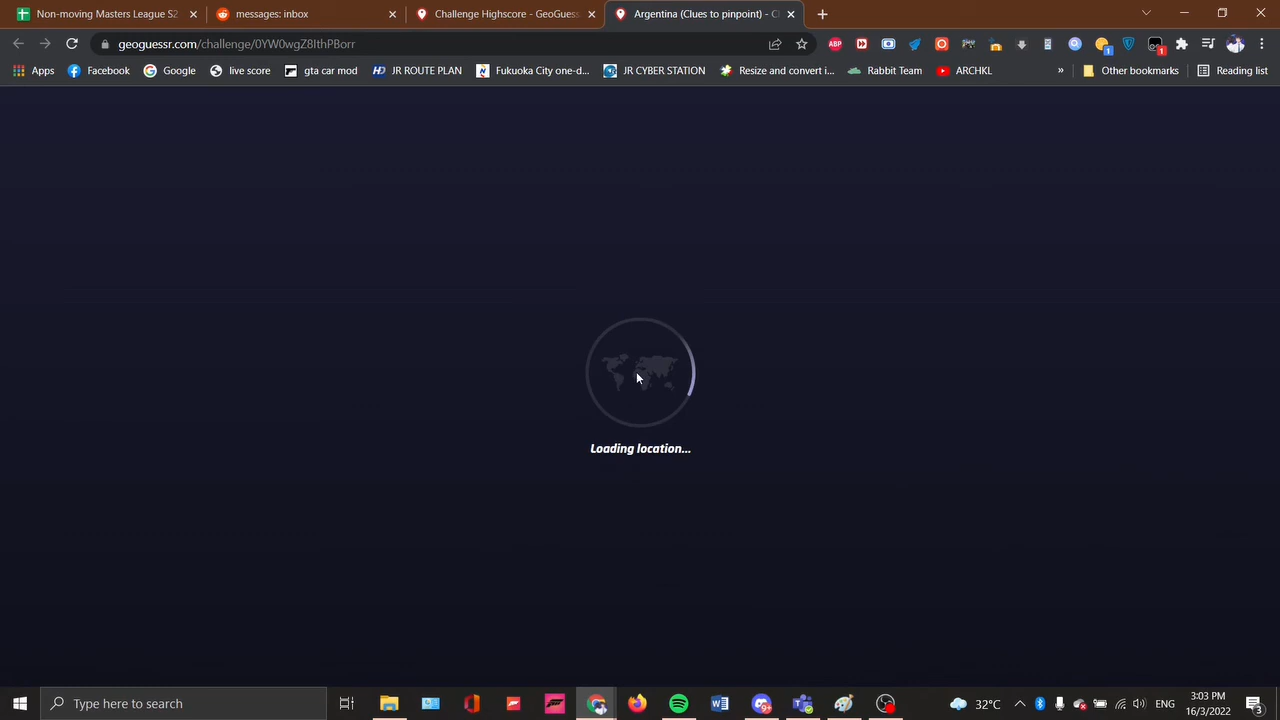 Non-moving Masters League S2
messages: inbox
Challenge Highscore - GeoGuess
Argentina (Clues to pinpoint) - C
geoguessr.com/challenge/0YW0wgZ8IthPBorr
Apps
Facebook
Google
live score
gta car mod
JR ROUTE PLAN
Fukuoka City one-d...
JR CYBER STATION
Resize and convert i...
Rabbit Team
ARCHKL
»
Other bookmarks
Reading list
Loading location...
Type here to search
32°C
ENG
3:03 PM
16/3/2022